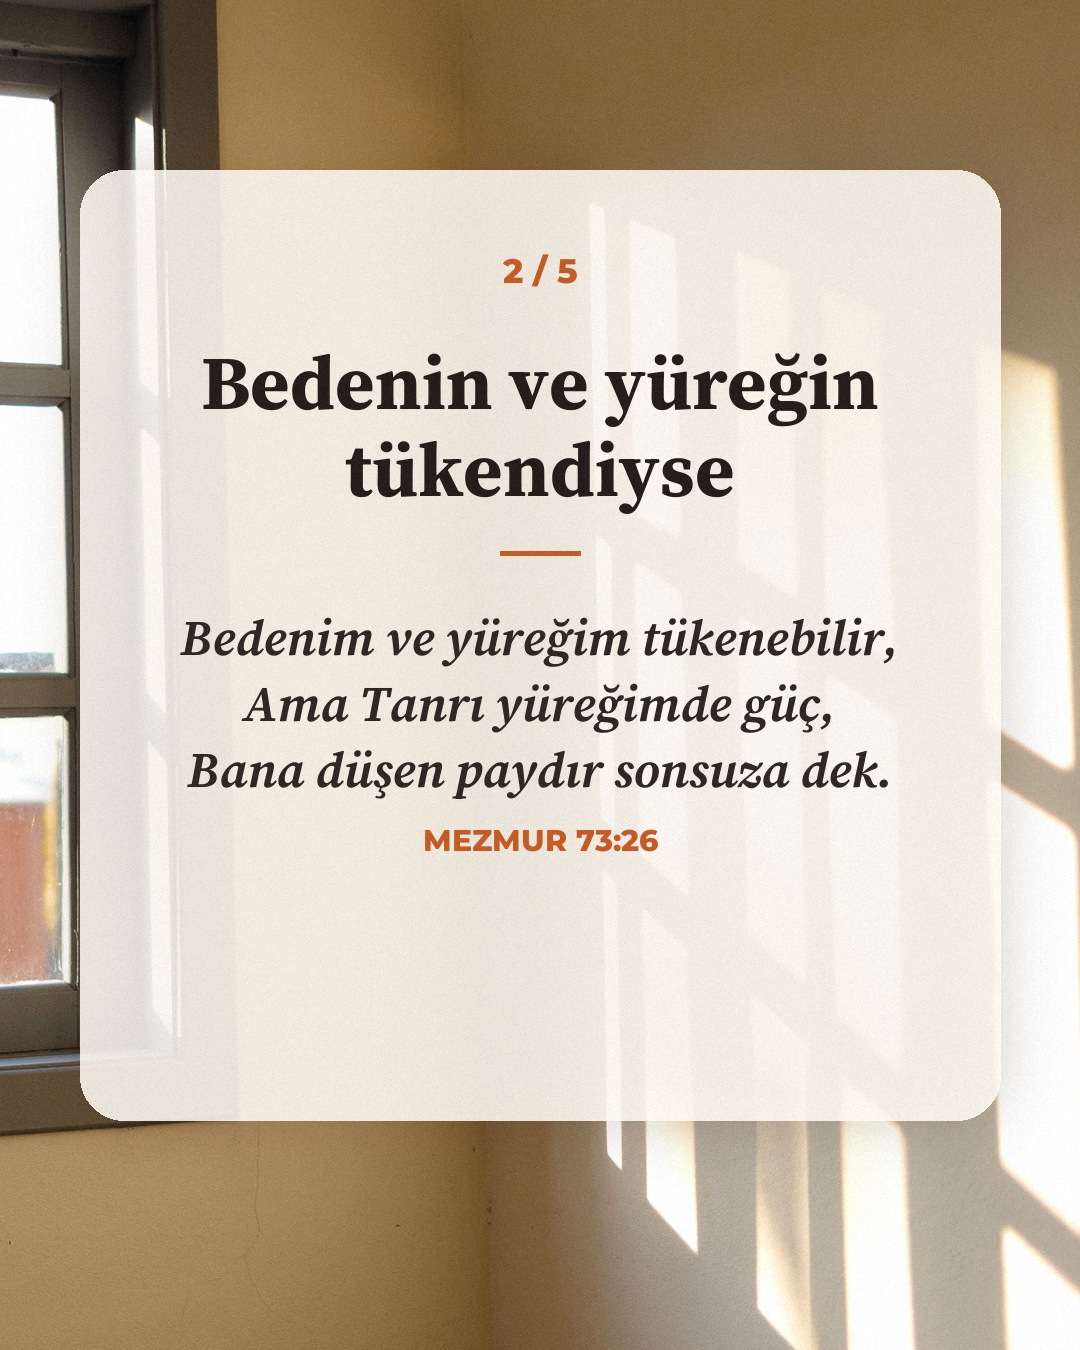 2 / 5
Bedenin ve yüreğin
tükendiyse
Bedenim ve yüreğim tükenebilir,
Ama Tanrı yüreğimde güç,
Bana düşen paydır sonsuza dek.
MEZMUR 73:26